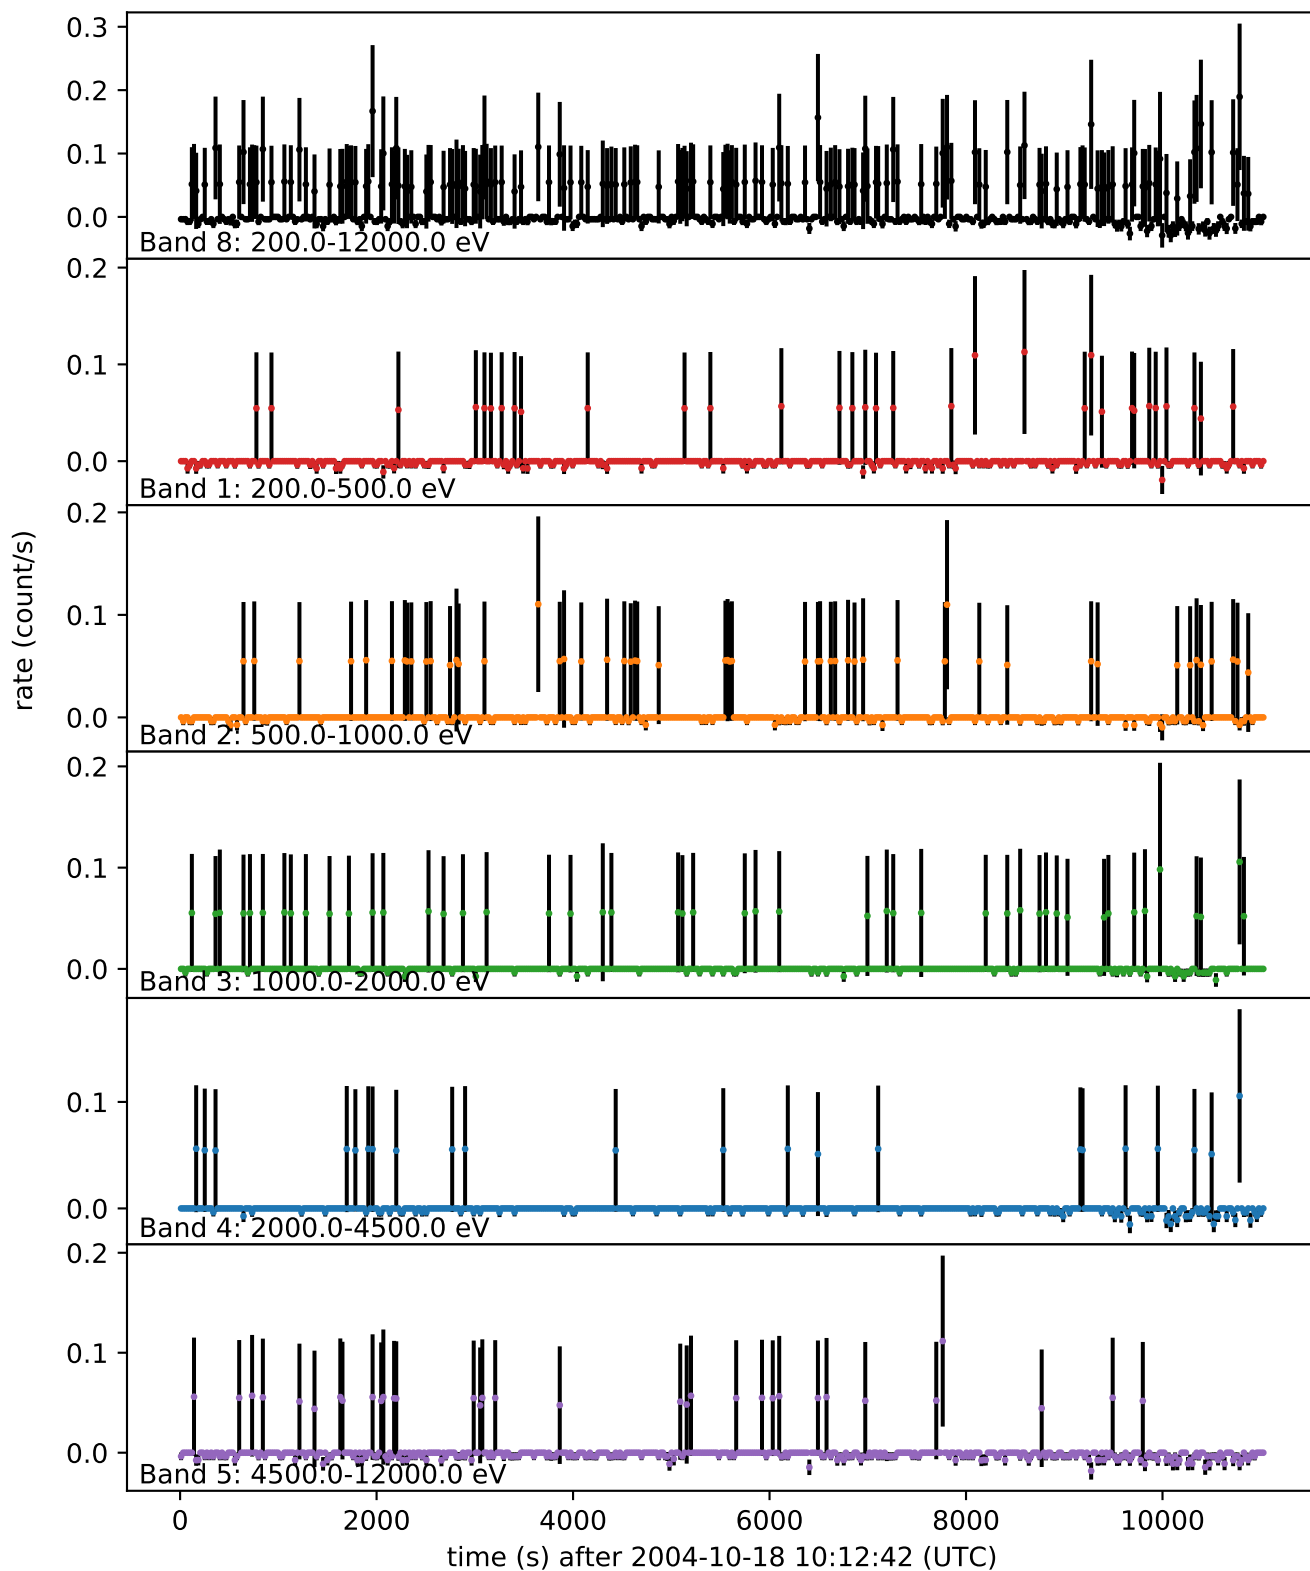 0.3
0.2
0.1
0.0
Band 8: 200.0-12000.0 eV
0.2
0.1
0.0
Band 1: 200.0-500.0 eV
0.2
0.1
0.0
Band 2: 500.0-1000.0 eV
rate (count/s)
0.2
0.1
0.0
Band 3: 1000.0-2000.0 eV
0.1
0.0
Band 4: 2000.0-4500.0 eV
0.2
0.1
0.0
Band 5: 4500.0-12000.0 eV
0 2000 4000 6000 8000 10000
time (s) after 2004-10-18 10:12:42 (UTC)